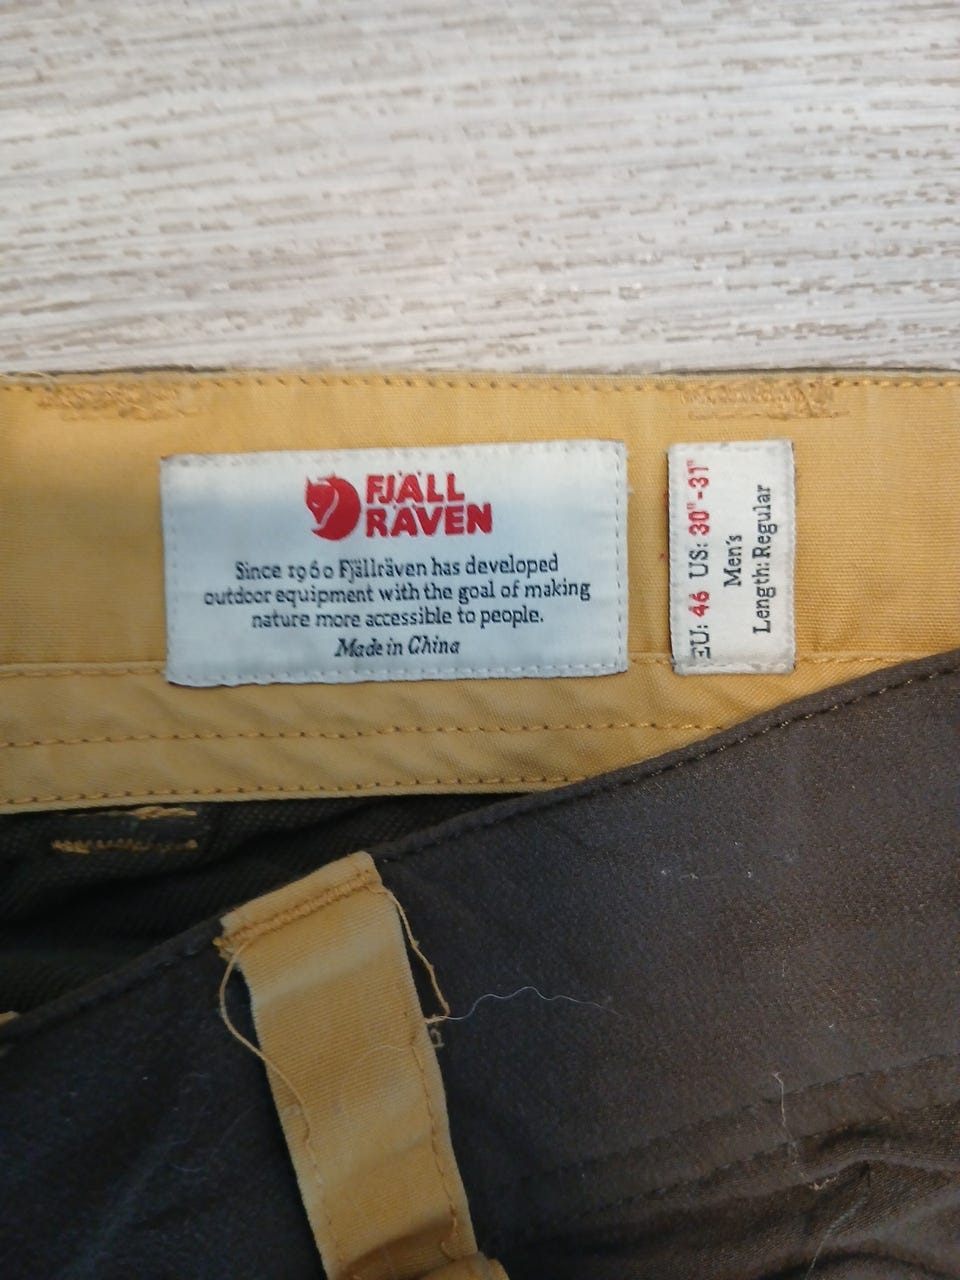 FJÄLL
RÄVEN
Since 1960 Fjällräven has developed
outdoor equipment with the goal of making
nature more accessible to people.
Made in China
EU: 46 US: 30"-31"
Men's
Length: Regular